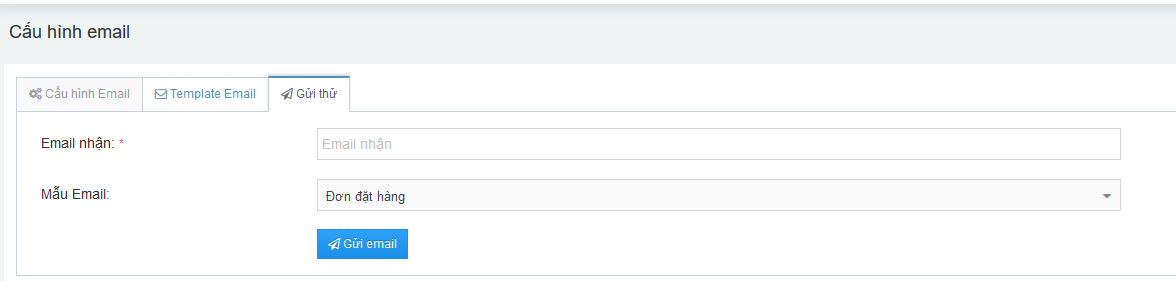 Cấu hình email
Cấu hình Email Template Email Gửi thử
Email nhận: * Email nhận
Mẫu Email: Đơn đặt hàng
Gửi email